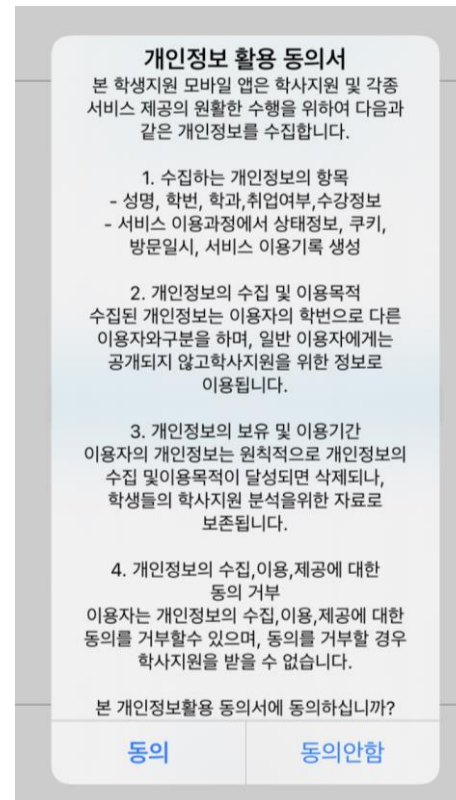 개인정보 활용 동의서
본 학생지원 모바일 앱은 학사지원 및 각종
서비스 제공의 원활한 수행을 위하여 다음과
같은 개인정보를 수집합니다.
1. 수집하는 개인정보의 항목
- 성명, 학번, 학과,취업여부,수강정보
- 서비스 이용과정에서 상태정보, 쿠키,
방문일시, 서비스 이용기록 생성
2. 개인정보의 수집 및 이용목적
수집된 개인정보는 이용자의 학번으로 다른
이용자와구분을 하며, 일반 이용자에게는
공개되지 않고학사지원을 위한 정보로
이용됩니다.
3. 개인정보의 보유 및 이용기간
이용자의 개인정보는 원칙적으로 개인정보의
수집 및이용목적이 달성되면 삭제되나,
학생들의 학사지원 분석을위한 자료로
보존됩니다.
4. 개인정보의 수집,이용,제공에 대한
동의 거부
이용자는 개인정보의 수집,이용,제공에 대한
동의를 거부할수 있으며, 동의를 거부할 경우
학사지원을 받을 수 없습니다.
본 개인정보활용 동의서에 동의하십니까?
동의
동의안함